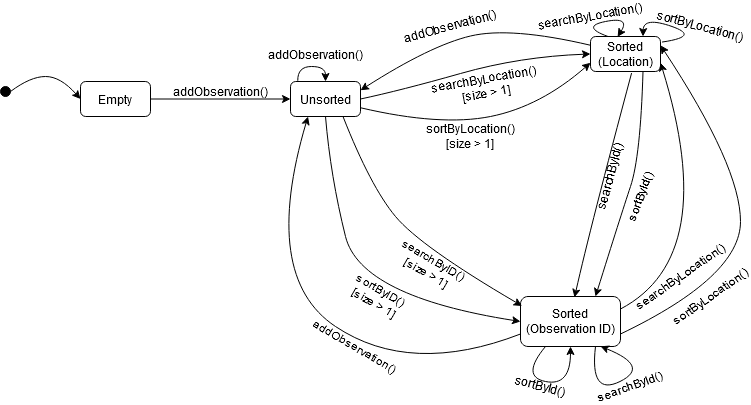 searchByLocation()
sortByLocation()
addObservation()
Sorted
(Location)
addObservation()
searchByLocation()
[size > 1]
Empty
addObservation()
Unsorted
sortByLocation()
[size > 1]
searchById()
sortById()
searchByID()
[size > 1]
sortByID()
[size > 1]
searchByLocation()
sortByLocation()
Sorted
(Observation ID)
addObservation()
sortById()
searchById()